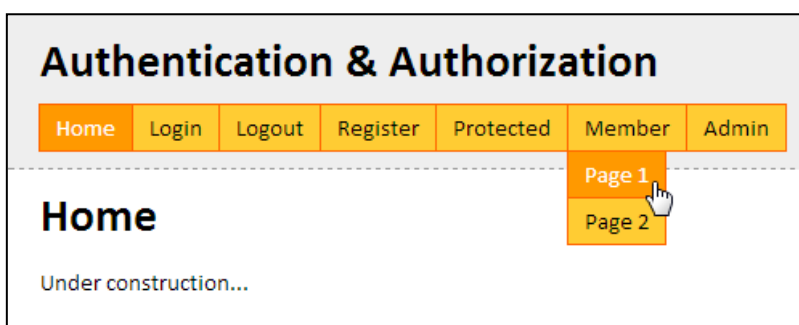 Authentication & Authorization
Home Login Logout Register Protected Member Admin
Page 1
Home
Page 2
Under construction...